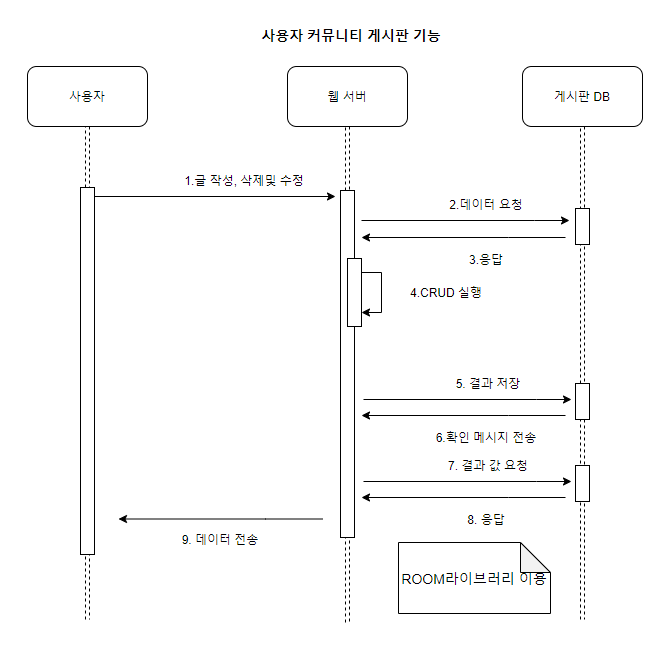 사용자 커뮤니티 게시판 기능
사용자
웹 서버
게시판 DB
1.글 작성, 삭제및 수정
2.데이터 요청
3.응답
4.CRUD 실행
5. 결과 저장
6.확인 메시지 전송
7. 결과 값 요청
8. 응답
9. 데이터 전송
ROOM라이브러리 이용